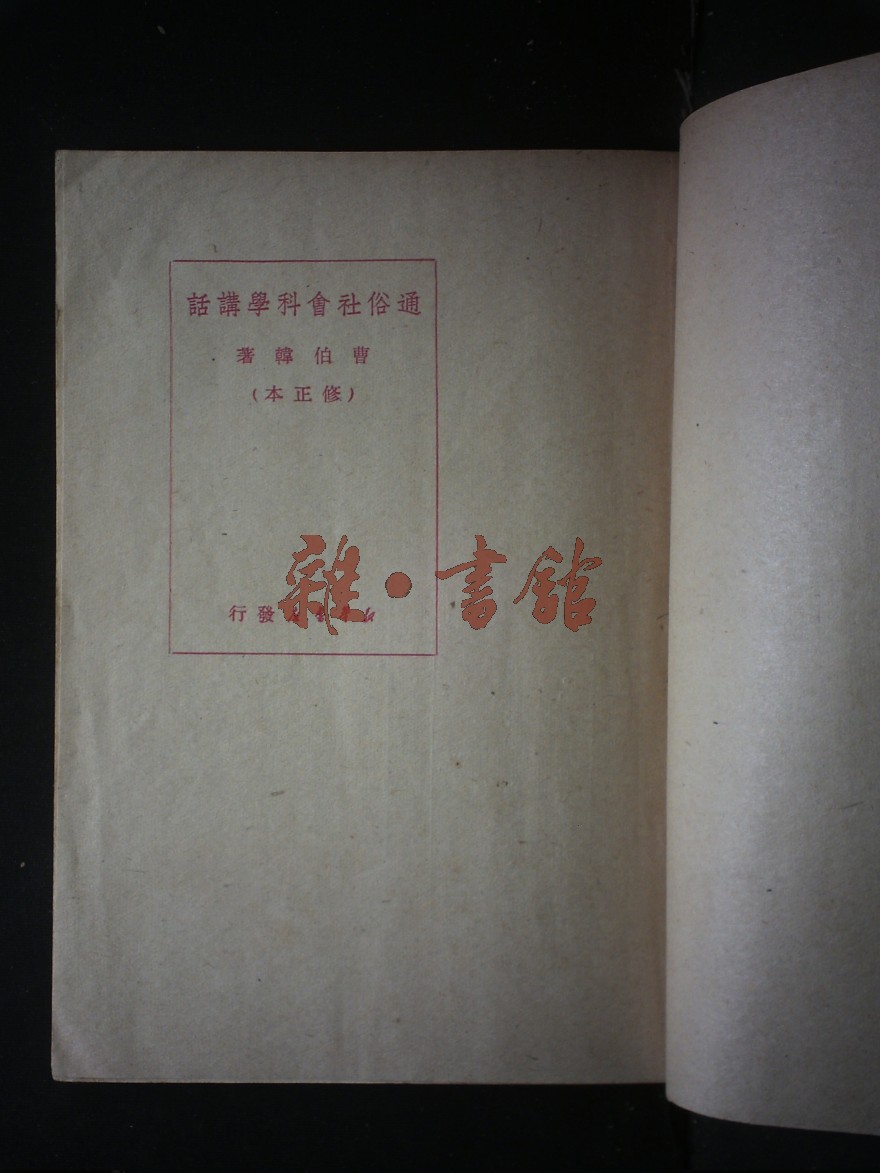 通俗社會科學講話
曹伯韓著
(修正本)
發行
雜·書館